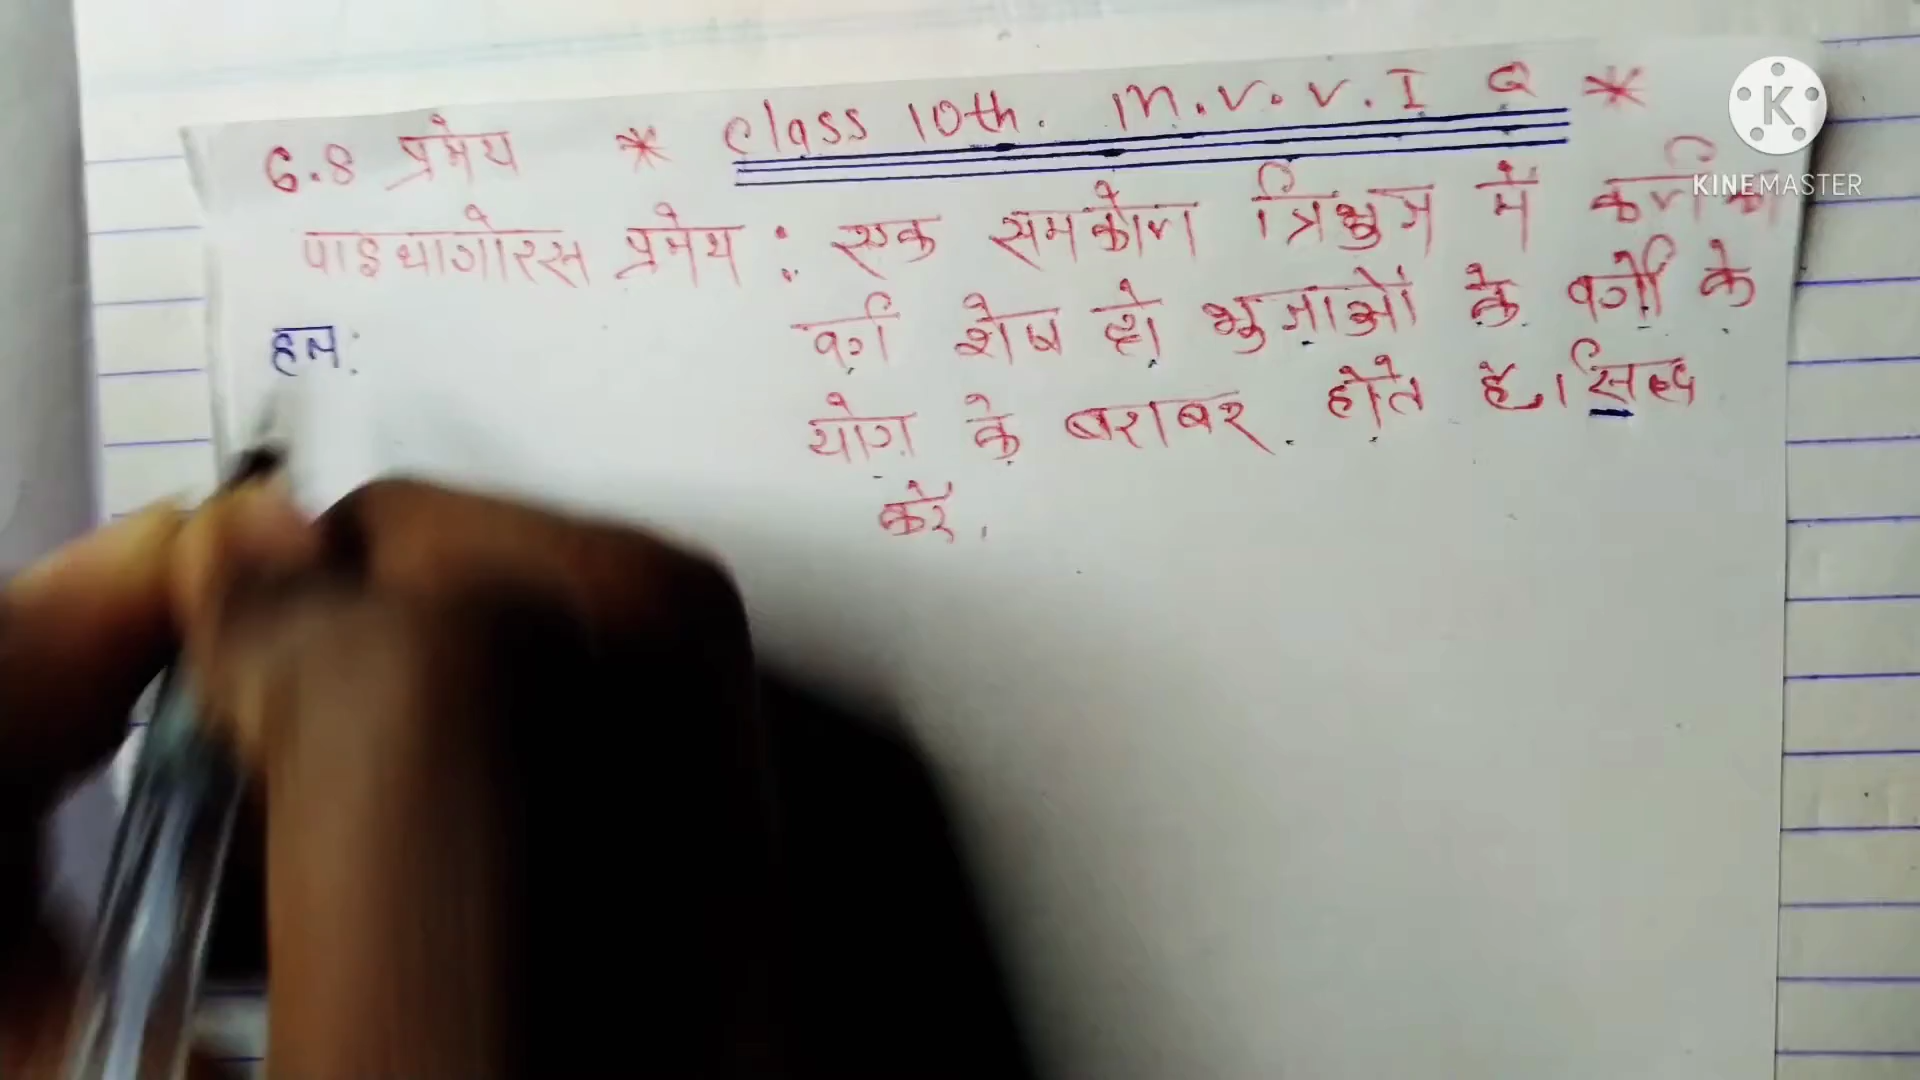 * Class 10th. M.V.V.I Q *
6.8 प्रमेय
पाइथागोरस प्रमेय : एक समकोण त्रिभुज में कर्ण का
वर्ग शेष दो भुजाओं के वर्गों के
योग के बराबर होते हैं। सिद्ध
करें.
हल:
KINEMASTER